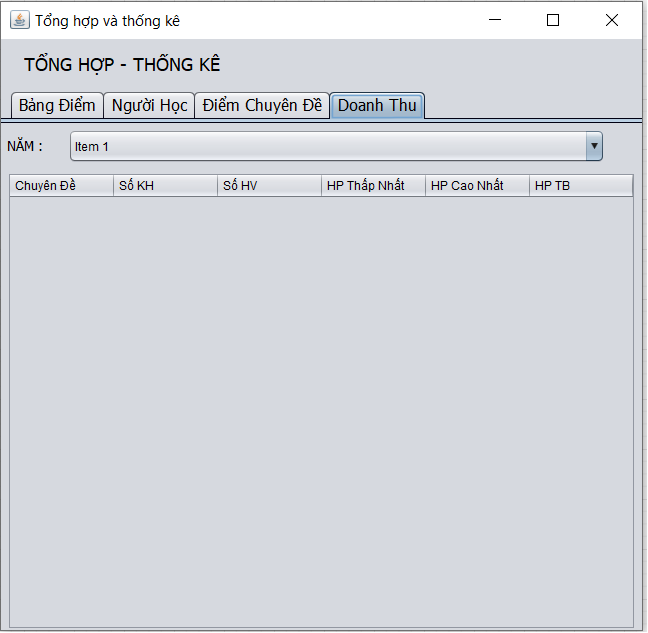 Tổng hợp và thống kê
TỔNG HỢP - THỐNG KÊ
Bảng Điểm Người Học Điểm Chuyên Đề Doanh Thu
NĂM : Item 1
Chuyên Đề Số KH Số HV HP Thấp Nhất HP Cao Nhất HP TB